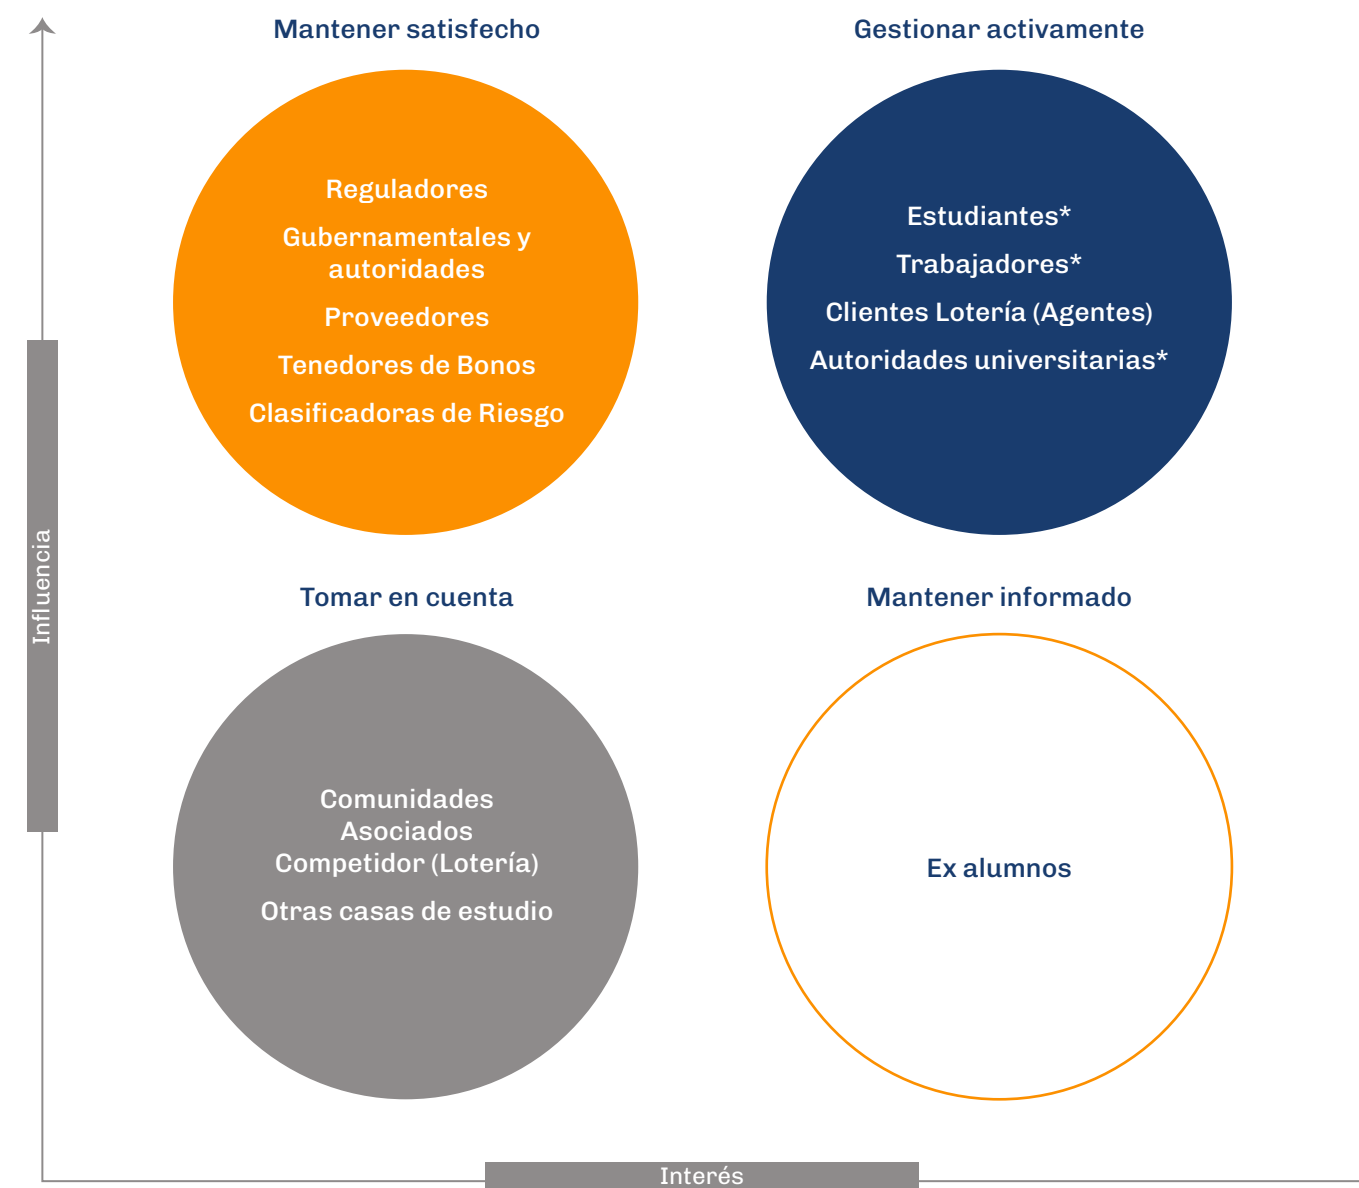 Mantener satisfecho
Reguladores
Gubernamentales y
autoridades
Proveedores
Tenedores de Bonos
Clasificadoras de Riesgo
Gestionar activamente
Estudiantes*
Trabajadores*
Clientes Lotería (Agentes)
Autoridades universitarias*
Influencia
Tomar en cuenta
Comunidades
Asociados
Competidor (Lotería)
Otras casas de estudio
Mantener informado
Ex alumnos
Interés